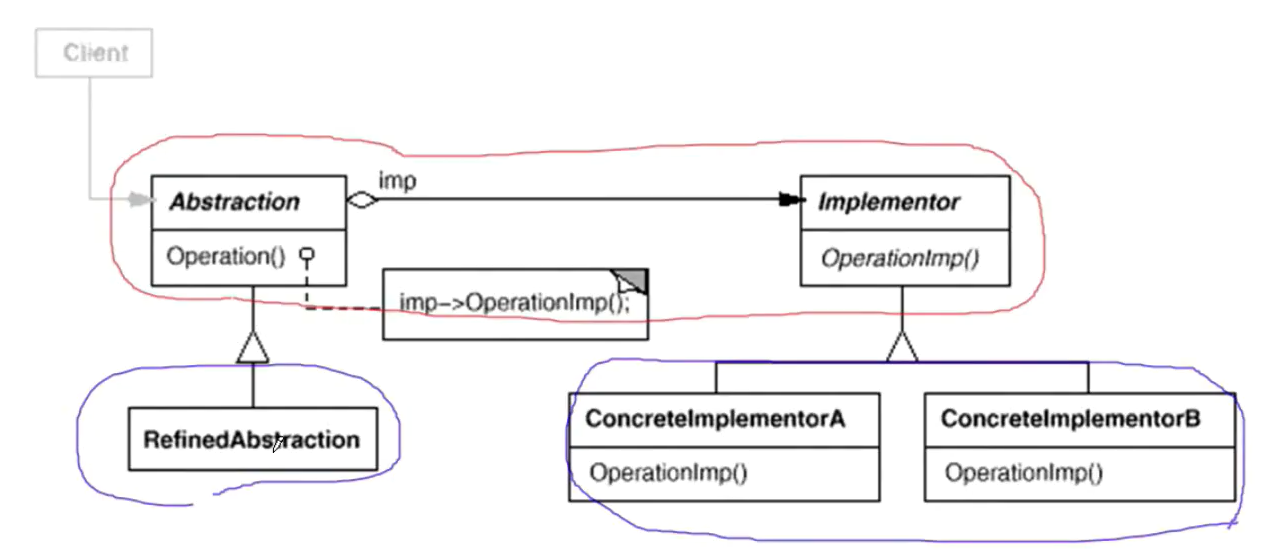 Client
imp
Abstraction
Implementor
Operation()
OperationImp()
imp->OperationImp();
RefinedAbstraction
ConcreteImplementorA
ConcreteImplementorB
OperationImp()
OperationImp()